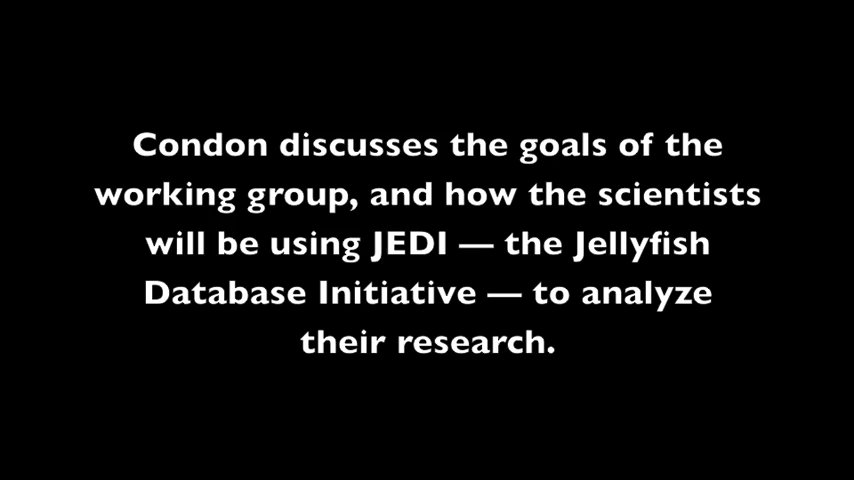 Condon discusses the goals of the
working group, and how the scientists
will be using JEDI — the Jellyfish
Database Initiative — to analyze
their research.